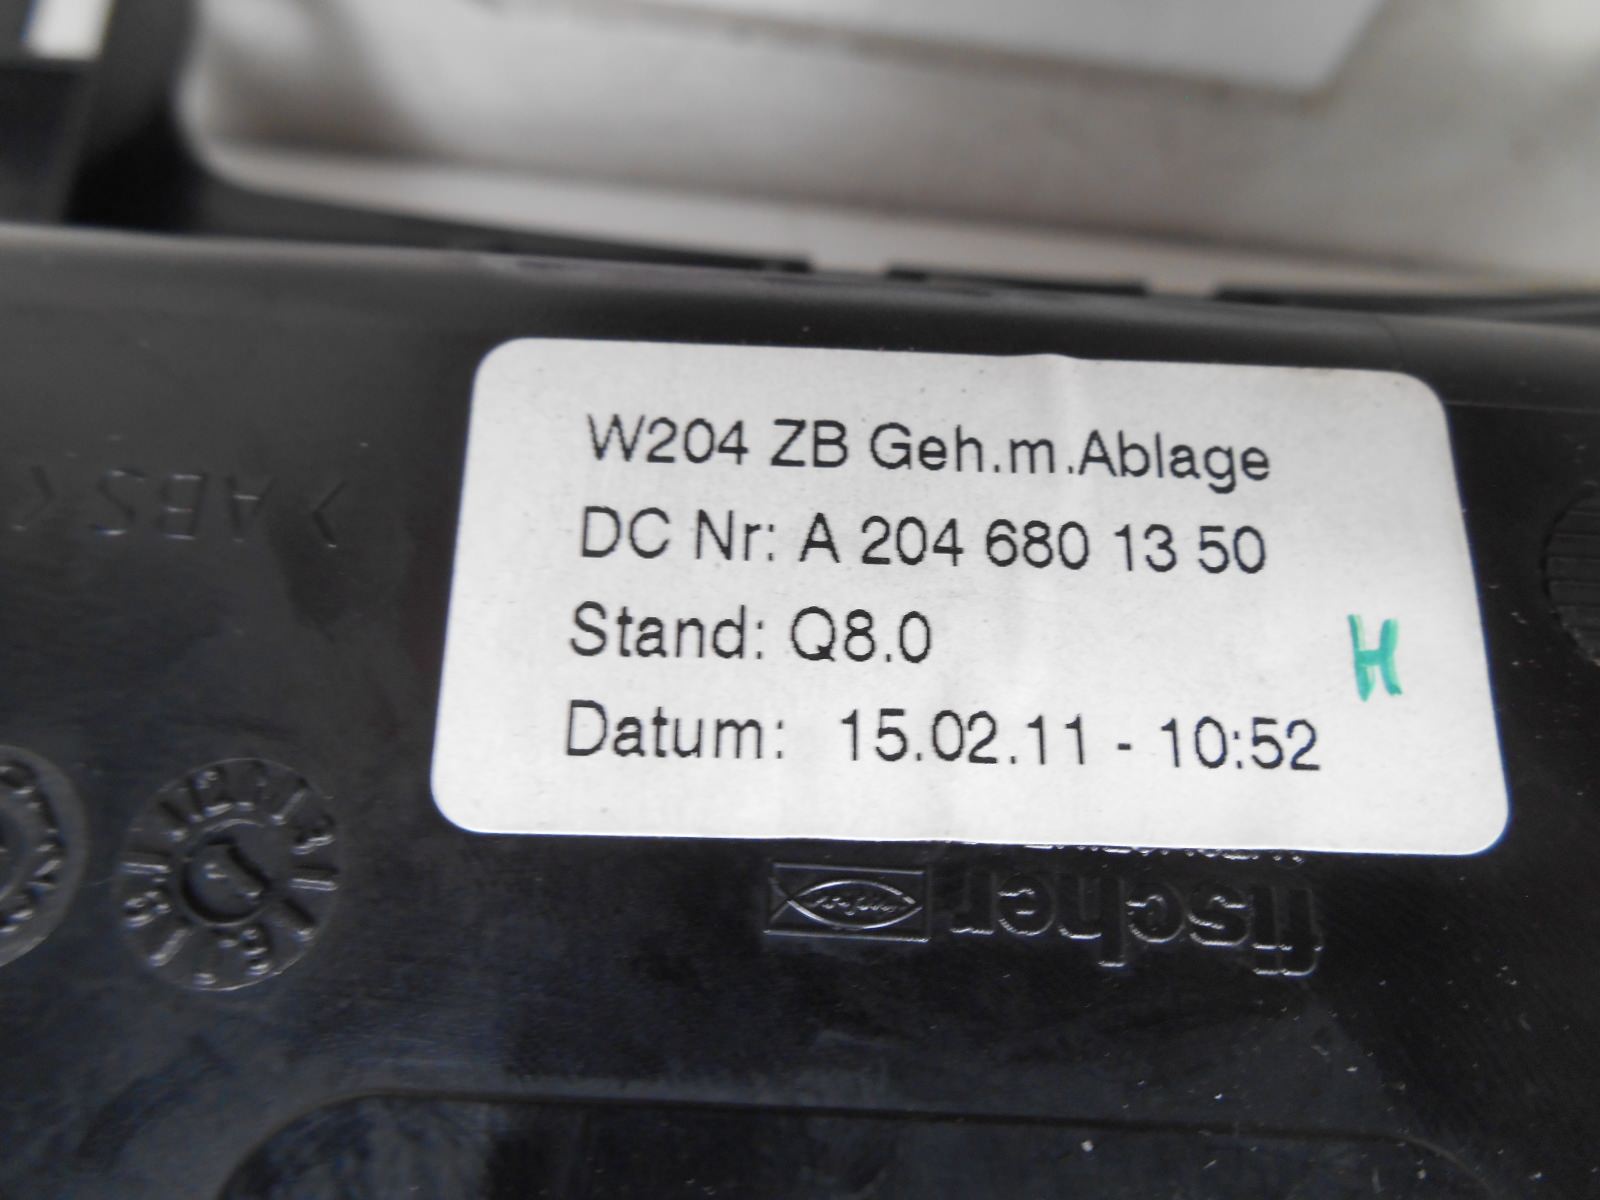 W204 ZB Geh.m.Ablage
DC Nr: A 204 680 13 50
Stand: Q8.0
H
Datum: 15.02.11 - 10:52
>ABS<
fischer